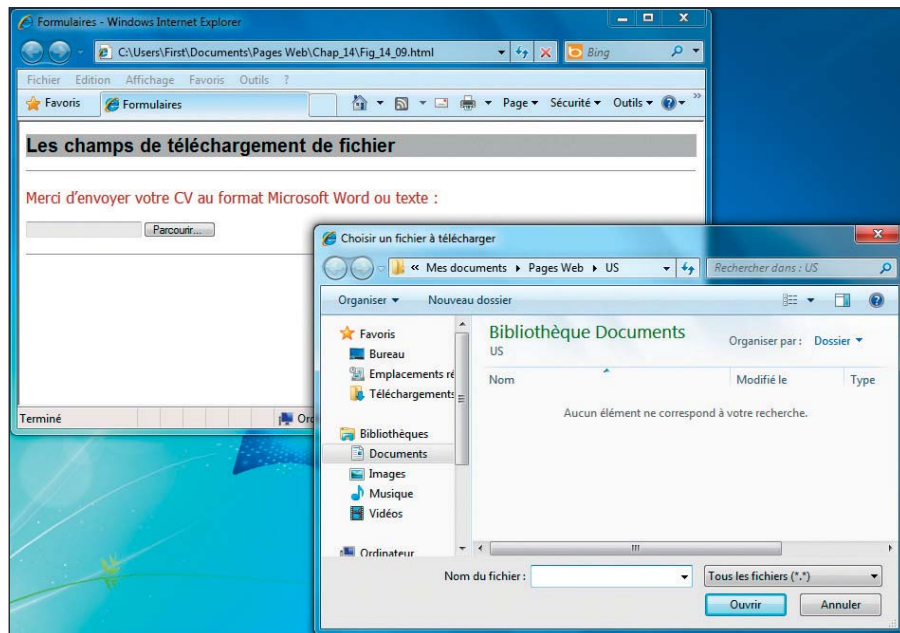 Formulaires - Windows Internet Explorer
C:\Users\First\Documents\Pages Web\Chap_14\Fig_14_09.html
Bing
Fichier Edition Affichage Favoris Outils ?
Favoris
Formulaires
Page Sécurité Outils
Les champs de téléchargement de fichier
Merci d'envoyer votre CV au format Microsoft Word ou texte :
Parcourir...
Terminé
Ord
Choisir un fichier à télécharger
« Mes documents Pages Web US
Rechercher dans : US
Organiser Nouveau dossier
Favoris
Bureau
Emplacements ré
Téléchargements
Bibliothèques
Documents
Images
Musique
Vidéos
Ordinateur
Bibliothèque Documents
US
Organiser par : Dossier
Nom Modifié le Type
Aucun élément ne correspond à votre recherche.
Nom du fichier :
Tous les fichiers (*.*)
Ouvrir Annuler